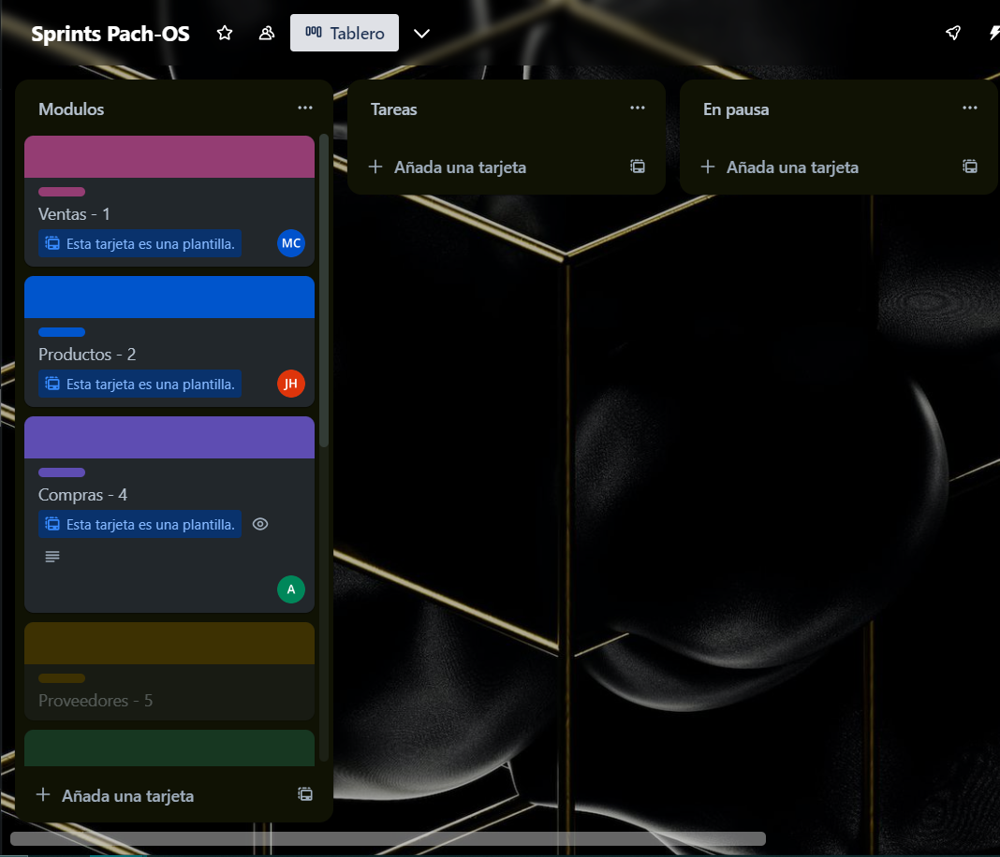 Sprints Pach-OS
Tablero
Modulos
Ventas - 1
Esta tarjeta es una plantilla.
MC
Productos - 2
Esta tarjeta es una plantilla.
JH
Compras - 4
Esta tarjeta es una plantilla.
A
Proveedores - 5
Añada una tarjeta
Tareas
Añada una tarjeta
En pausa
Añada una tarjeta